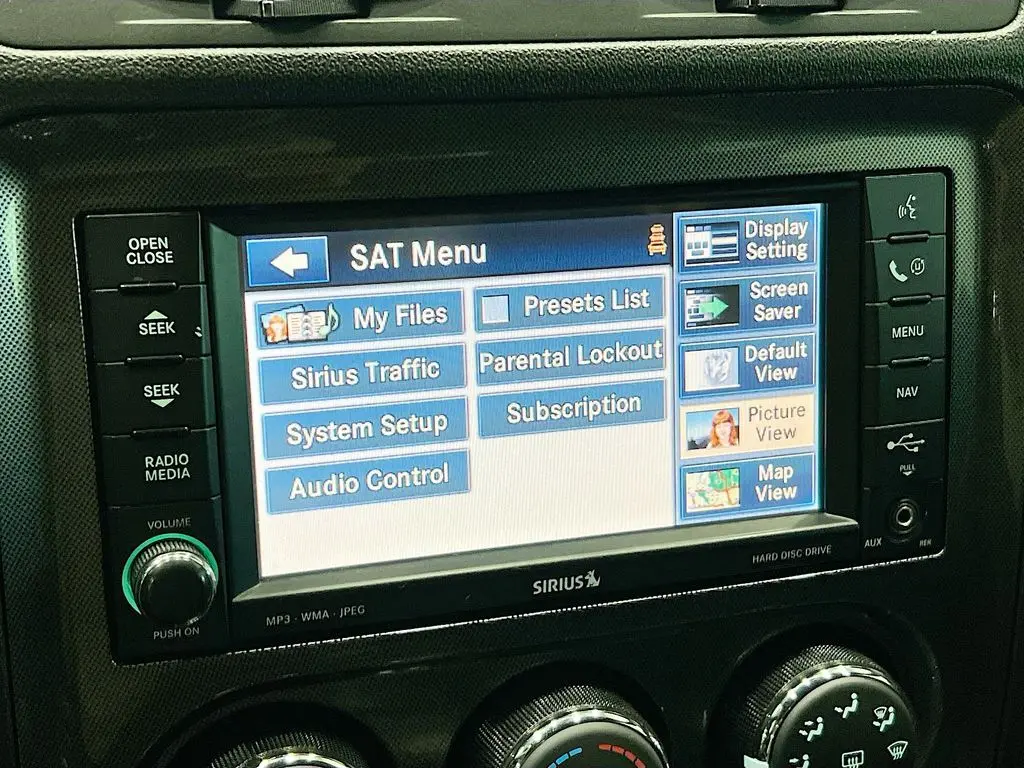 OPEN
CLOSE
SEEK
SEEK
RADIO
MEDIA
VOLUME
PUSH ON
SAT Menu
My Files
Presets List
Sirius Traffic
Parental Lockout
System Setup
Subscription
Audio Control
Display
Setting
Screen
Saver
Default
View
Picture
View
Map
View
MENU
NAV
PULL
AUX
MP3 · WMA · JPEG
SIRIUS
HARD DISC DRIVE